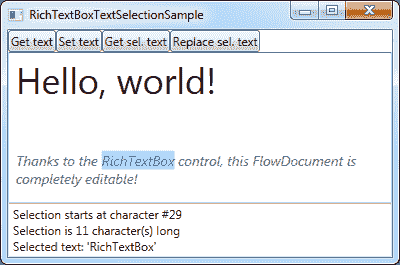 RichTextBoxTextSelectionSample
Get text Set text Get sel. text Replace sel. text
Hello, world!
Thanks to the RichTextBox control, this FlowDocument is
completely editable!
Selection starts at character #29
Selection is 11 character(s) long
Selected text: 'RichTextBox'